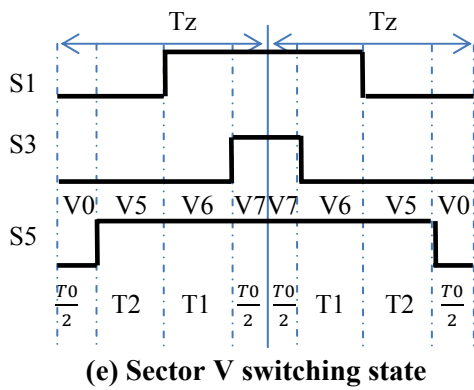 Tz Tz
S1
S3
V0 V5 V6 V7 V7 V6 V5 V0
S5
T0/2 T2 T1 T0/2 T0/2 T1 T2 T0/2
(e) Sector V switching state